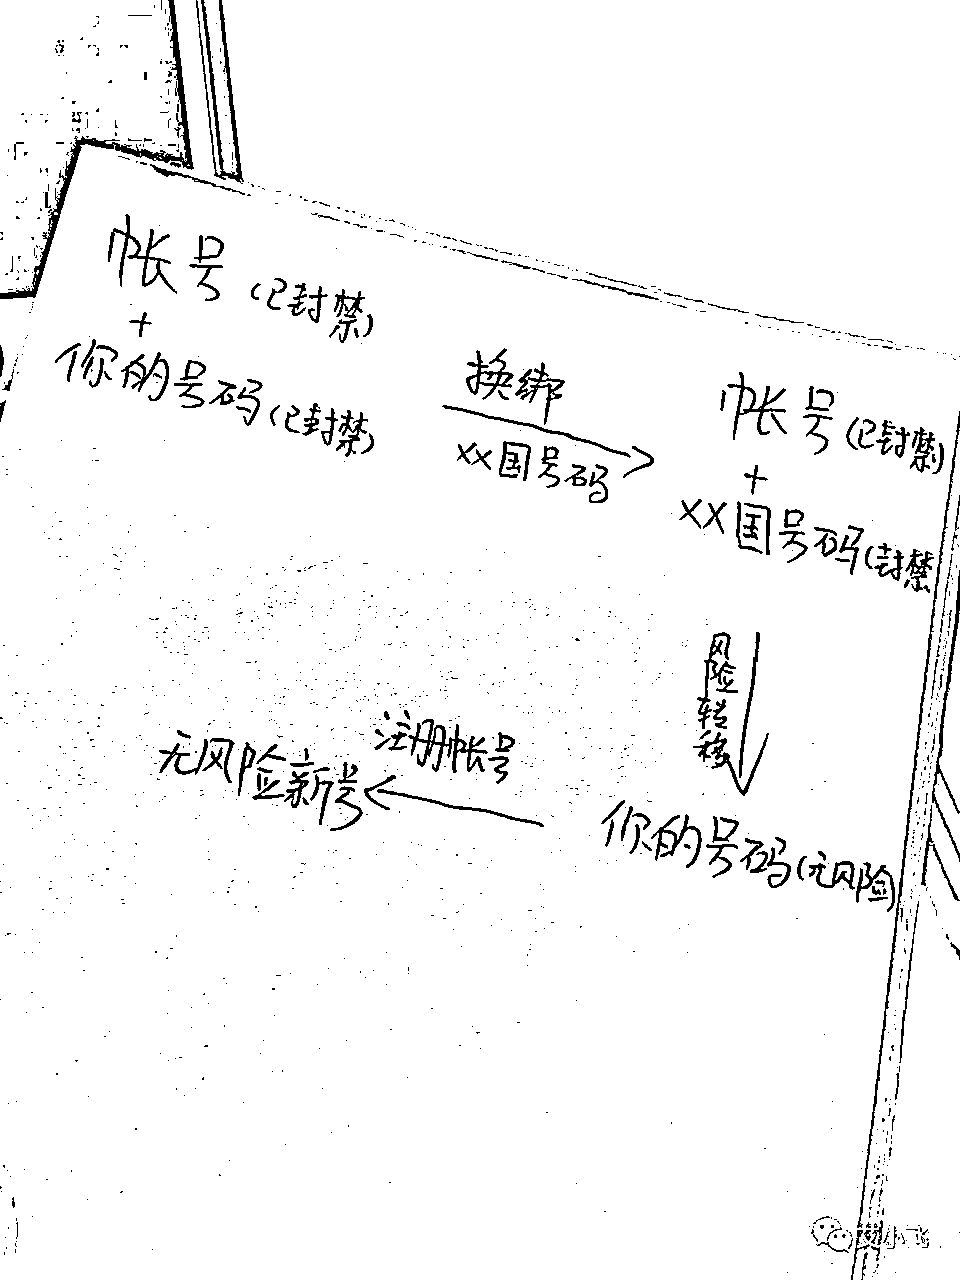 帐号(已封禁)
+
你的号码(已封禁)
换绑
xx国号码
帐号(已封禁)
+
xx国号码(封禁
风险转移
你的号码(无风险)
注册帐号
无风险新号
艾小飞